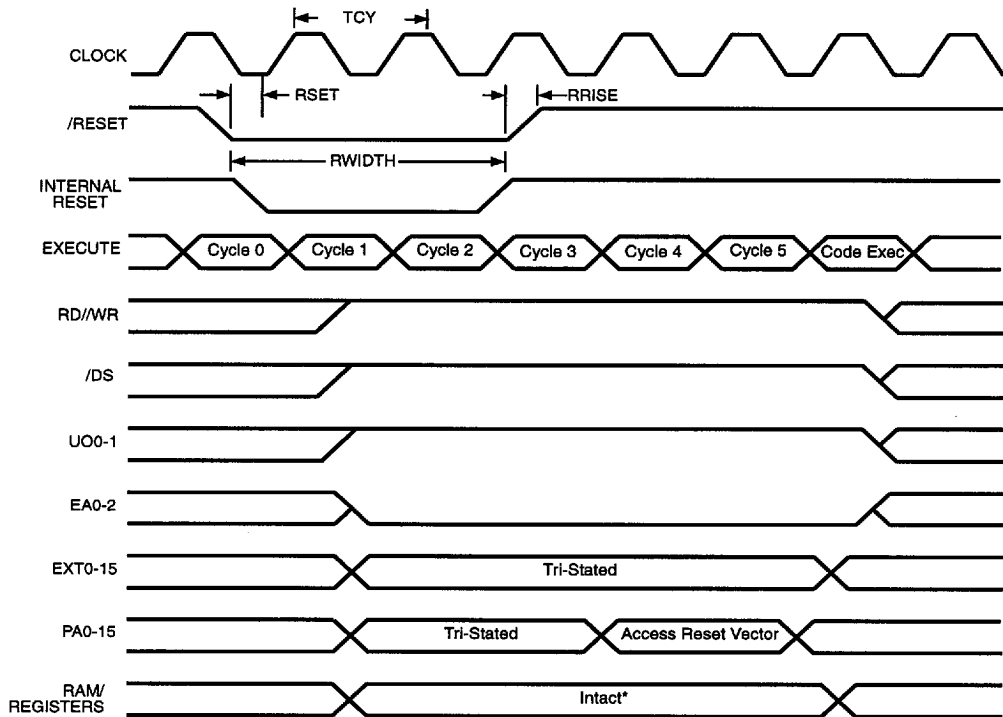 TCY
CLOCK
RSET
RRISE
/RESET
RWIDTH
INTERNAL
RESET
EXECUTE
Cycle 0
Cycle 1
Cycle 2
Cycle 3
Cycle 4
Cycle 5
Code Exec
RD//WR
/DS
UO0-1
EA0-2
EXT0-15
Tri-Stated
PA0-15
Tri-Stated
Access Reset Vector
RAM/
REGISTERS
Intact*